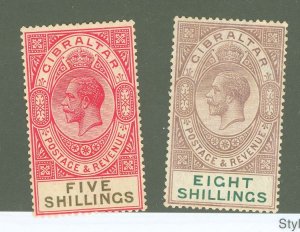 GIBRALTAR
POSTAGE & REVENUE
FIVE
SHILLINGS
GIBRALTAR
POSTAGE & REVENUE
EIGHT
SHILLINGS
Styl